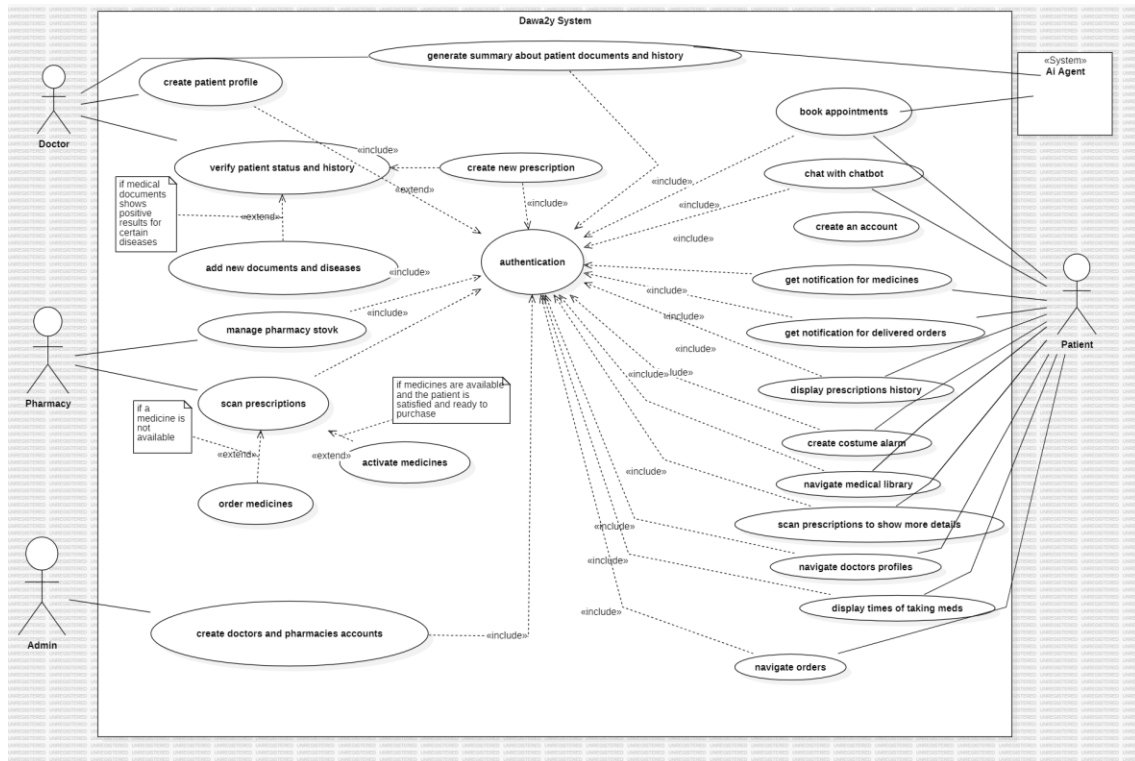 Dawa2y System
generate summary about patient documents and history
«System»
Ai Agent
create patient profile
book appointments
Doctor
«include»
verify patient status and history
create new prescription
chat with chatbot
if medical
documents
shows
positive
results for
certain
diseases
«extend»
«include»
«include»
«extend»
«include»
create an account
authentication
add new documents and diseases
«include»
get notification for medicines
«include»
manage pharmacy stovk
«include»
get notification for delivered orders
Patient
«include»
Pharmacy
scan prescriptions
if medicines are available
and the patient is
satisfied and ready to
purchase
«include»
lude»
display prescriptions history
if a
medicine is
not
available
create costume alarm
«extend»
«extend»
activate medicines
«include»
navigate medical library
order medicines
scan prescriptions to show more details
«include»
«include»
navigate doctors profiles
display times of taking meds
«include»
Admin
create doctors and pharmacies accounts
«include»
navigate orders
UNREGISTERED